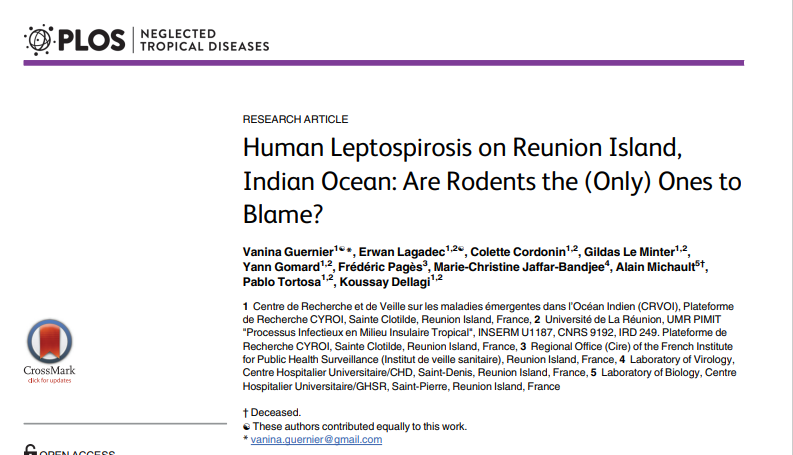 PLOS | NEGLECTED
TROPICAL DISEASES
RESEARCH ARTICLE
Human Leptospirosis on Reunion Island,
Indian Ocean: Are Rodents the (Only) Ones to
Blame?
Vanina Guernier1☯*, Erwan Lagadec1,2☯, Colette Cordonin1,2, Gildas Le Minter1,2,
Yann Gomard1,2, Frédéric Pagès3, Marie-Christine Jaffar-Bandjee4, Alain Michault5†,
Pablo Tortosa1,2, Koussay Dellagi1,2
1 Centre de Recherche et de Veille sur les maladies émergentes dans l'Océan Indien (CRVOI), Plateforme
de Recherche CYROI, Sainte Clotilde, Reunion Island, France, 2 Université de La Réunion, UMR PIMIT
"Processus Infectieux en Milieu Insulaire Tropical", INSERM U1187, CNRS 9192, IRD 249. Plateforme de
Recherche CYROI, Sainte Clotilde, Reunion Island, France, 3 Regional Office (Cire) of the French Institute
for Public Health Surveillance (Institut de veille sanitaire), Reunion Island, France, 4 Laboratory of Virology,
Centre Hospitalier Universitaire/CHD, Saint-Denis, Reunion Island, France, 5 Laboratory of Biology, Centre
Hospitalier Universitaire/GHSR, Saint-Pierre, Reunion Island, France
† Deceased.
☯ These authors contributed equally to this work.
* vanina.guernier@gmail.com
CrossMark
click for updates
OPEN ACCESS